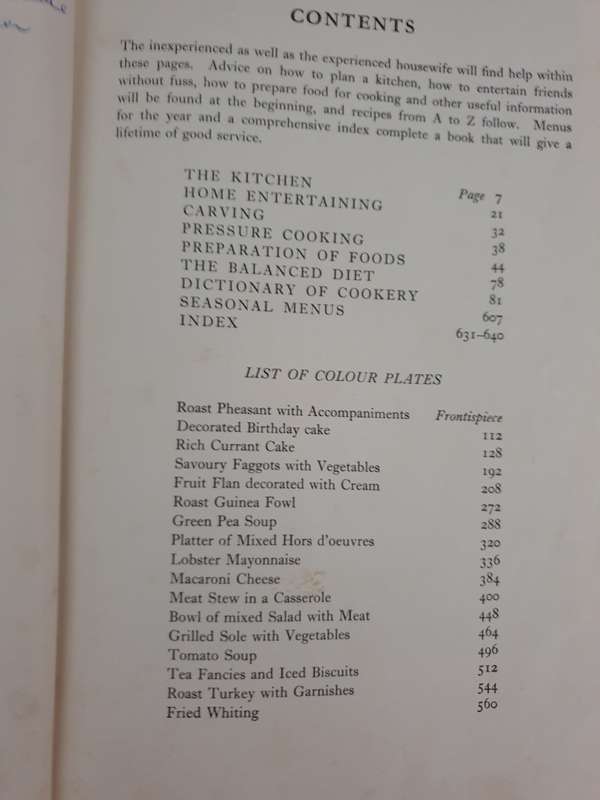 CONTENTS
The inexperienced as well as the experienced housewife will find help within
these pages. Advice on how to plan a kitchen, how to entertain friends
without fuss, how to prepare food for cooking and other useful information
will be found at the beginning, and recipes from A to Z follow. Menus
for the year and a comprehensive index complete a book that will give a
lifetime of good service.
THE KITCHEN Page 7
HOME ENTERTAINING 21
CARVING 32
PRESSURE COOKING 38
PREPARATION OF FOODS 44
THE BALANCED DIET 78
DICTIONARY OF COOKERY 81
SEASONAL MENUS 607
INDEX 631–640
LIST OF COLOUR PLATES
Roast Pheasant with Accompaniments Frontispiece
Decorated Birthday cake 112
Rich Currant Cake 128
Savoury Faggots with Vegetables 192
Fruit Flan decorated with Cream 208
Roast Guinea Fowl 272
Green Pea Soup 288
Platter of Mixed Hors d'oeuvres 320
Lobster Mayonnaise 336
Macaroni Cheese 384
Meat Stew in a Casserole 400
Bowl of mixed Salad with Meat 448
Grilled Sole with Vegetables 464
Tomato Soup 496
Tea Fancies and Iced Biscuits 512
Roast Turkey with Garnishes 544
Fried Whiting 560